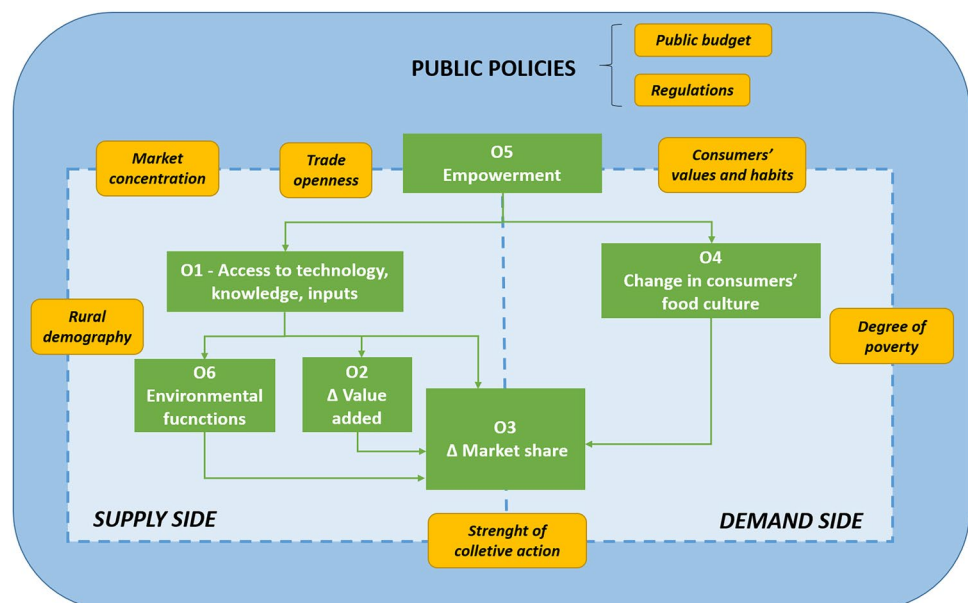 Public budget
PUBLIC POLICIES
Regulations
Market
concentration
Trade
openness
O5
Empowerment
Consumers’
values and habits
O1 - Access to technology,
knowledge, inputs
O4
Change in consumers’
food culture
Rural
demography
Degree of
poverty
O6
Environmental
fucnctions
O2
Δ Value
added
O3
Δ Market share
SUPPLY SIDE
DEMAND SIDE
Strenght of
colletive action